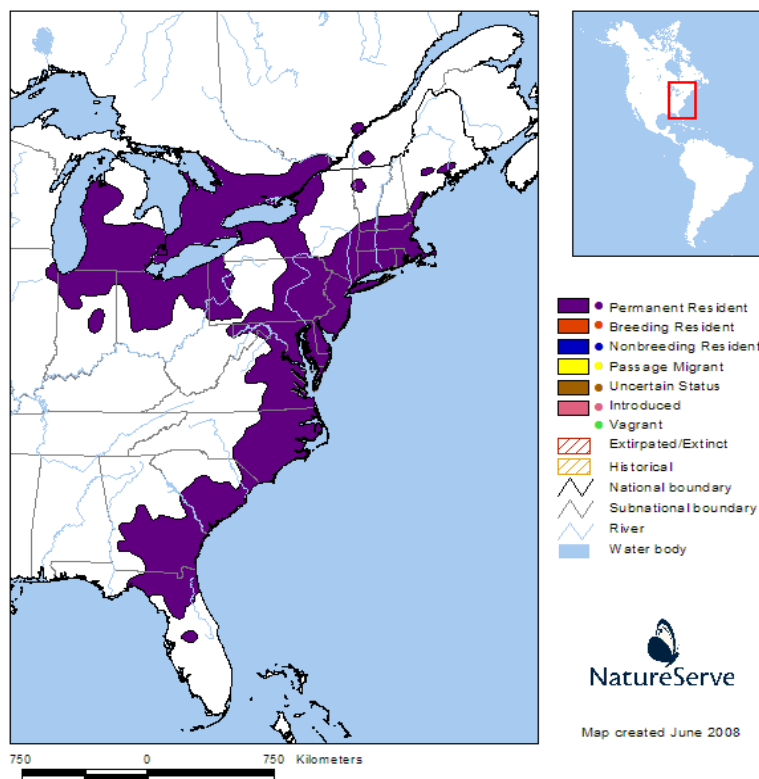 Permanent Resident
Breeding Resident
Nonbreeding Resident
Passage Migrant
Uncertain Status
Introduced
Vagrant
Extirpated/Extinct
Historical
National boundary
Subnational boundary
River
Water body
NatureServe
Map created June 2008
750 0 750 Kilometers